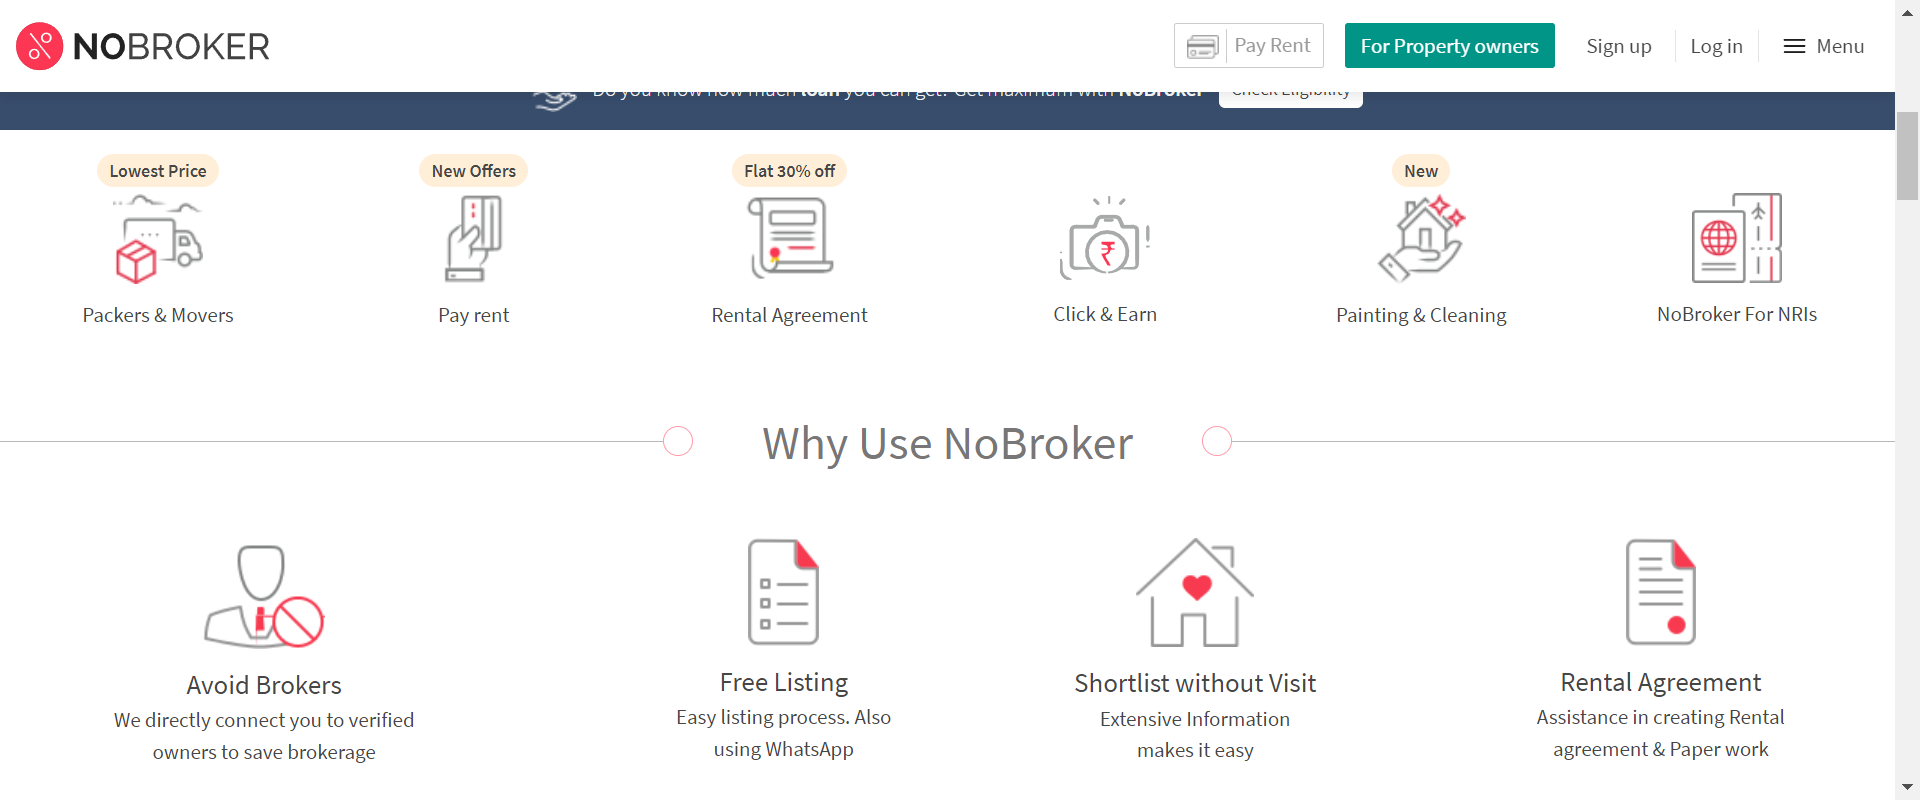 NOBROKER
Pay Rent
For Property owners
Sign up
Log in
Menu
Do you know how much loan you can get? Get maximum with NoBroker
Check Eligibility
Lowest Price
New Offers
Flat 30% off
New
Packers & Movers
Pay rent
Rental Agreement
Click & Earn
Painting & Cleaning
NoBroker For NRIs
Why Use NoBroker
Avoid Brokers
We directly connect you to verified
owners to save brokerage
Free Listing
Easy listing process. Also
using WhatsApp
Shortlist without Visit
Extensive Information
makes it easy
Rental Agreement
Assistance in creating Rental
agreement & Paper work